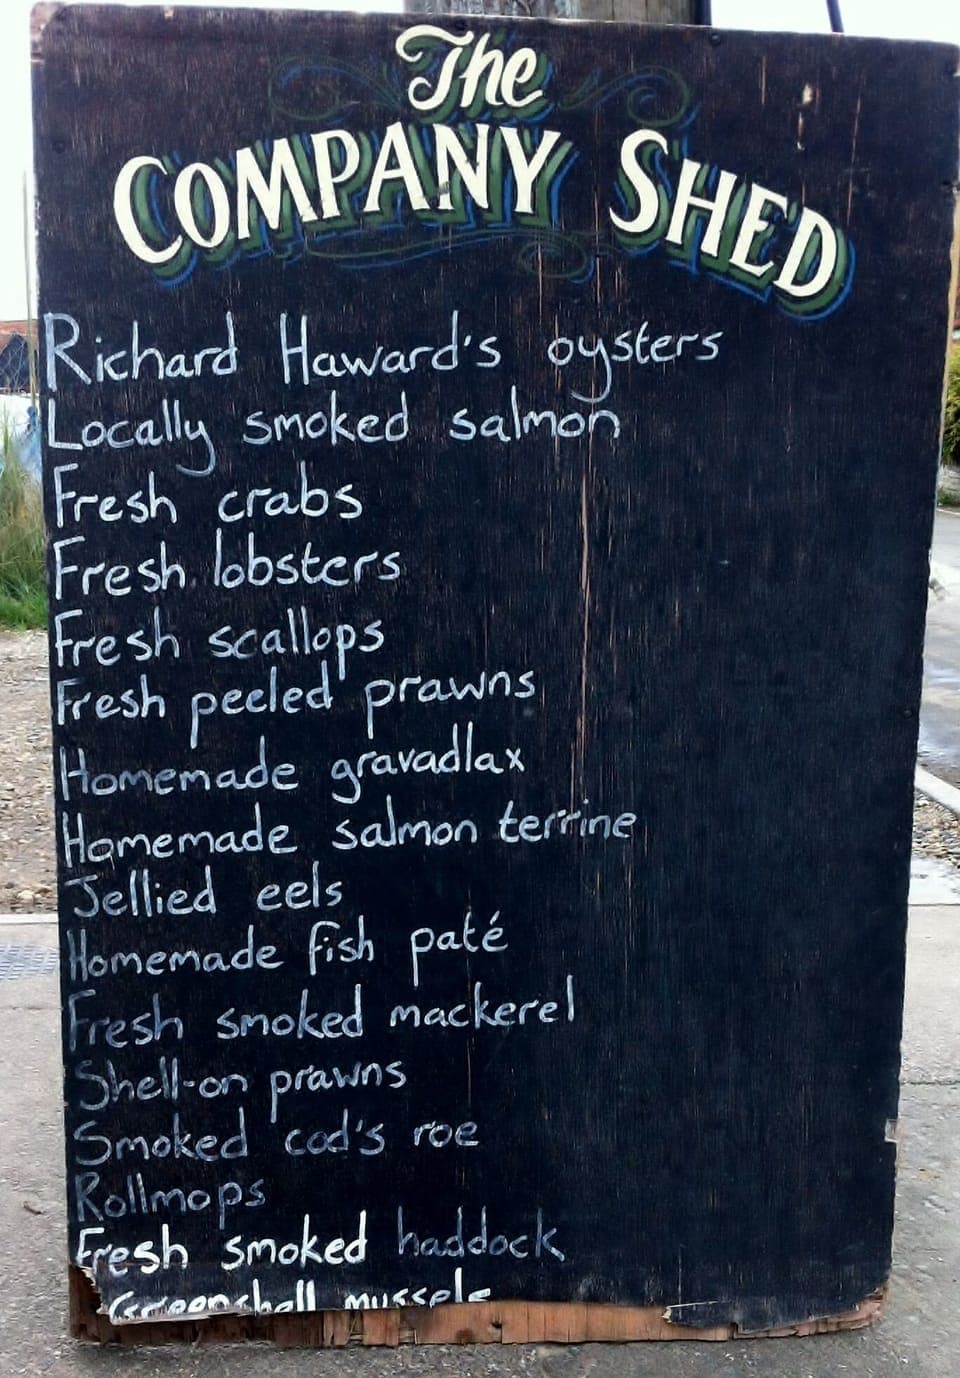 The
COMPANY SHED
Richard Haward's oysters
Locally smoked salmon
Fresh crabs
Fresh lobsters
Fresh scallops
Fresh peeled prawns
Homemade gravadlax
Homemade salmon terrine
Jellied eels
Homemade fish paté
Fresh smoked mackerel
Shell-on prawns
Smoked cod's roe
Rollmops
Fresh smoked haddock
Greenshell mussels